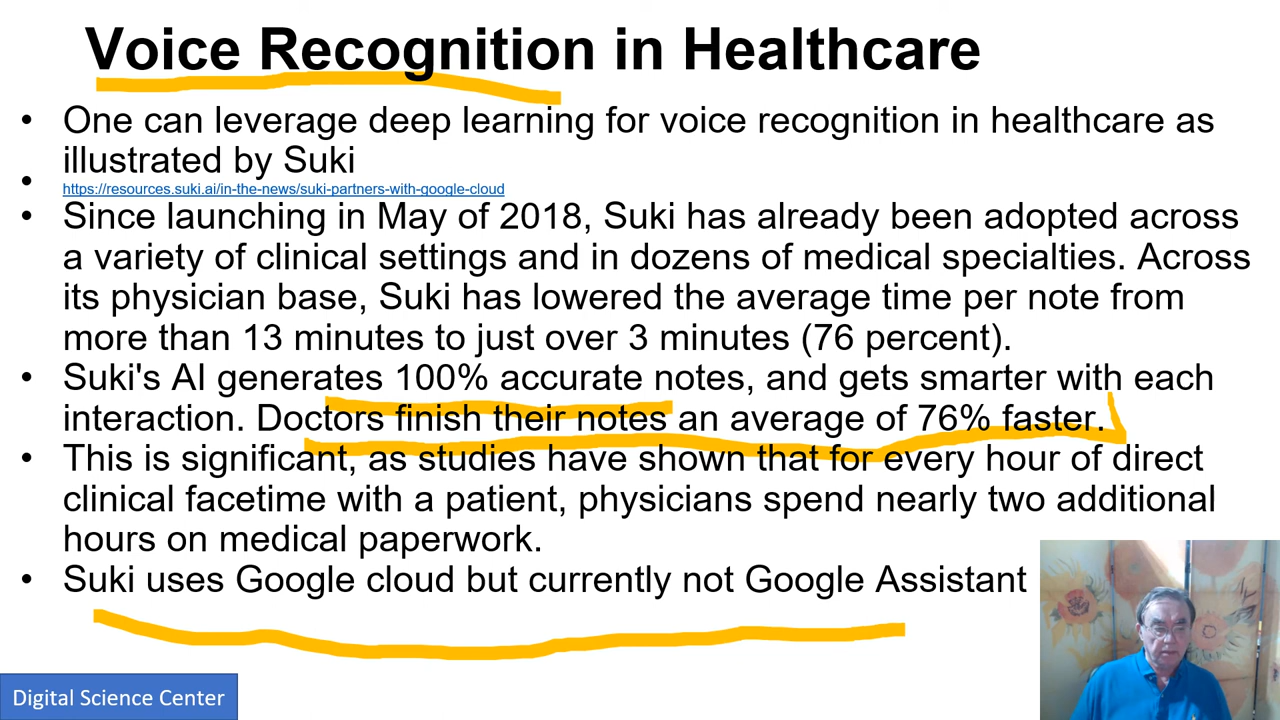 Voice Recognition in Healthcare
• One can leverage deep learning for voice recognition in healthcare as
illustrated by Suki
• https://resources.suki.ai/in-the-news/suki-partners-with-google-cloud
• Since launching in May of 2018, Suki has already been adopted across
a variety of clinical settings and in dozens of medical specialties. Across
its physician base, Suki has lowered the average time per note from
more than 13 minutes to just over 3 minutes (76 percent).
• Suki's AI generates 100% accurate notes, and gets smarter with each
interaction. Doctors finish their notes an average of 76% faster.
• This is significant, as studies have shown that for every hour of direct
clinical facetime with a patient, physicians spend nearly two additional
hours on medical paperwork.
• Suki uses Google cloud but currently not Google Assistant
Digital Science Center